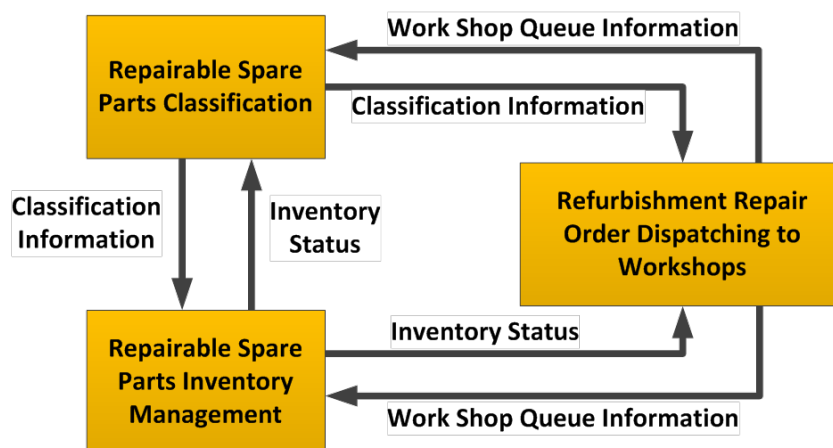 Work Shop Queue Information
Repairable Spare
Parts Classification
Classification Information
Classification
Information
Inventory
Status
Refurbishment Repair
Order Dispatching to
Workshops
Repairable Spare
Parts Inventory
Management
Inventory Status
Work Shop Queue Information